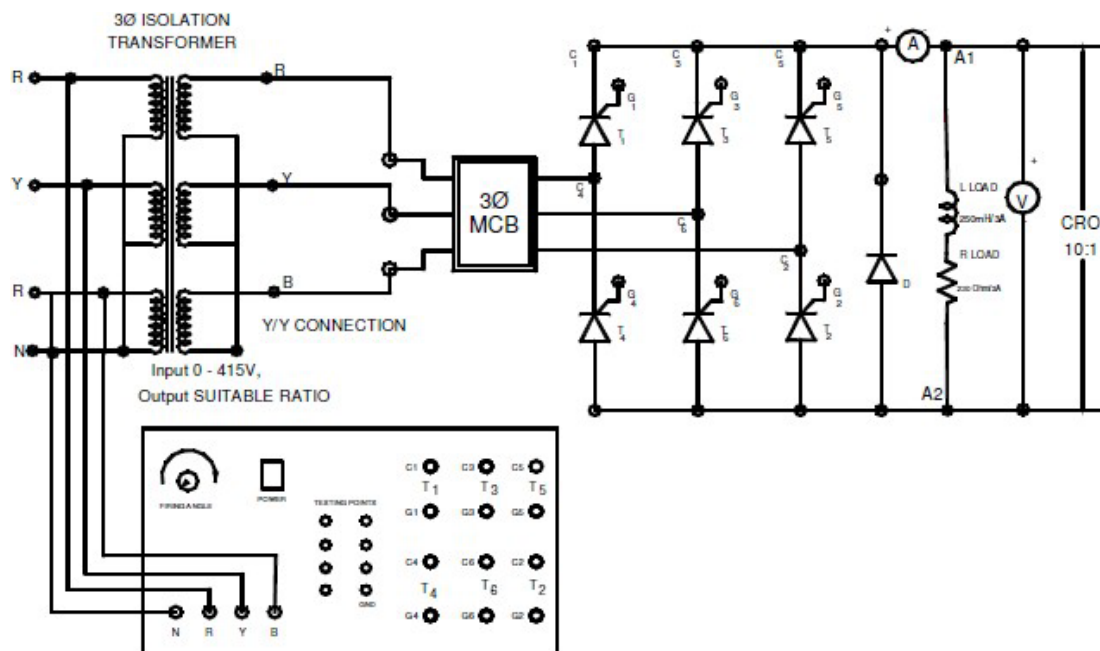 3Ø ISOLATION
TRANSFORMER
R
Y
R
N
R
Y
B
Y/Y CONNECTION
Input 0 - 415V,
Output SUITABLE RATIO
3Ø
MCB
C1
C3
C5
G1
G3
G5
T1
T3
T5
C4
C6
C2
G4
G6
G2
T4
T6
T2
D
+
A
-
A1
A2
L LOAD
250mH/3A
R LOAD
+
V
CRO
10:1
FIRING ANGLE
POWER
TESTING POINTS
GND
N R Y B
C1 C3 C5
T1 T3 T5
G1 G3 G5
C4 C6 C2
T4 T6 T2
G4 G6 G2